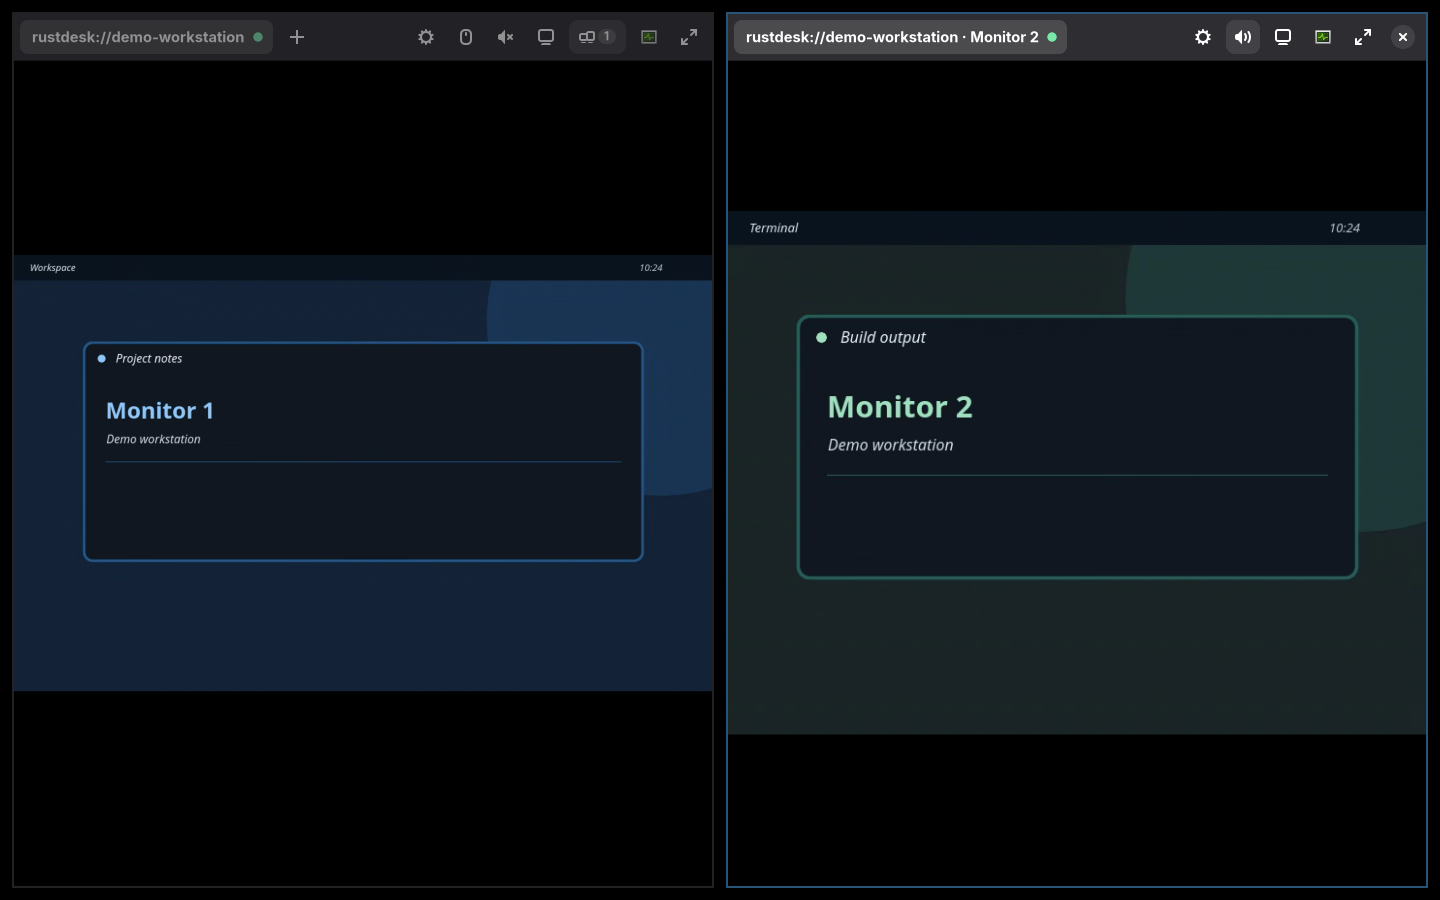 rustdesk://demo-workstation
1
Workspace
10:24
Project notes
Monitor 1
Demo workstation
rustdesk://demo-workstation · Monitor 2
Terminal
10:24
Build output
Monitor 2
Demo workstation